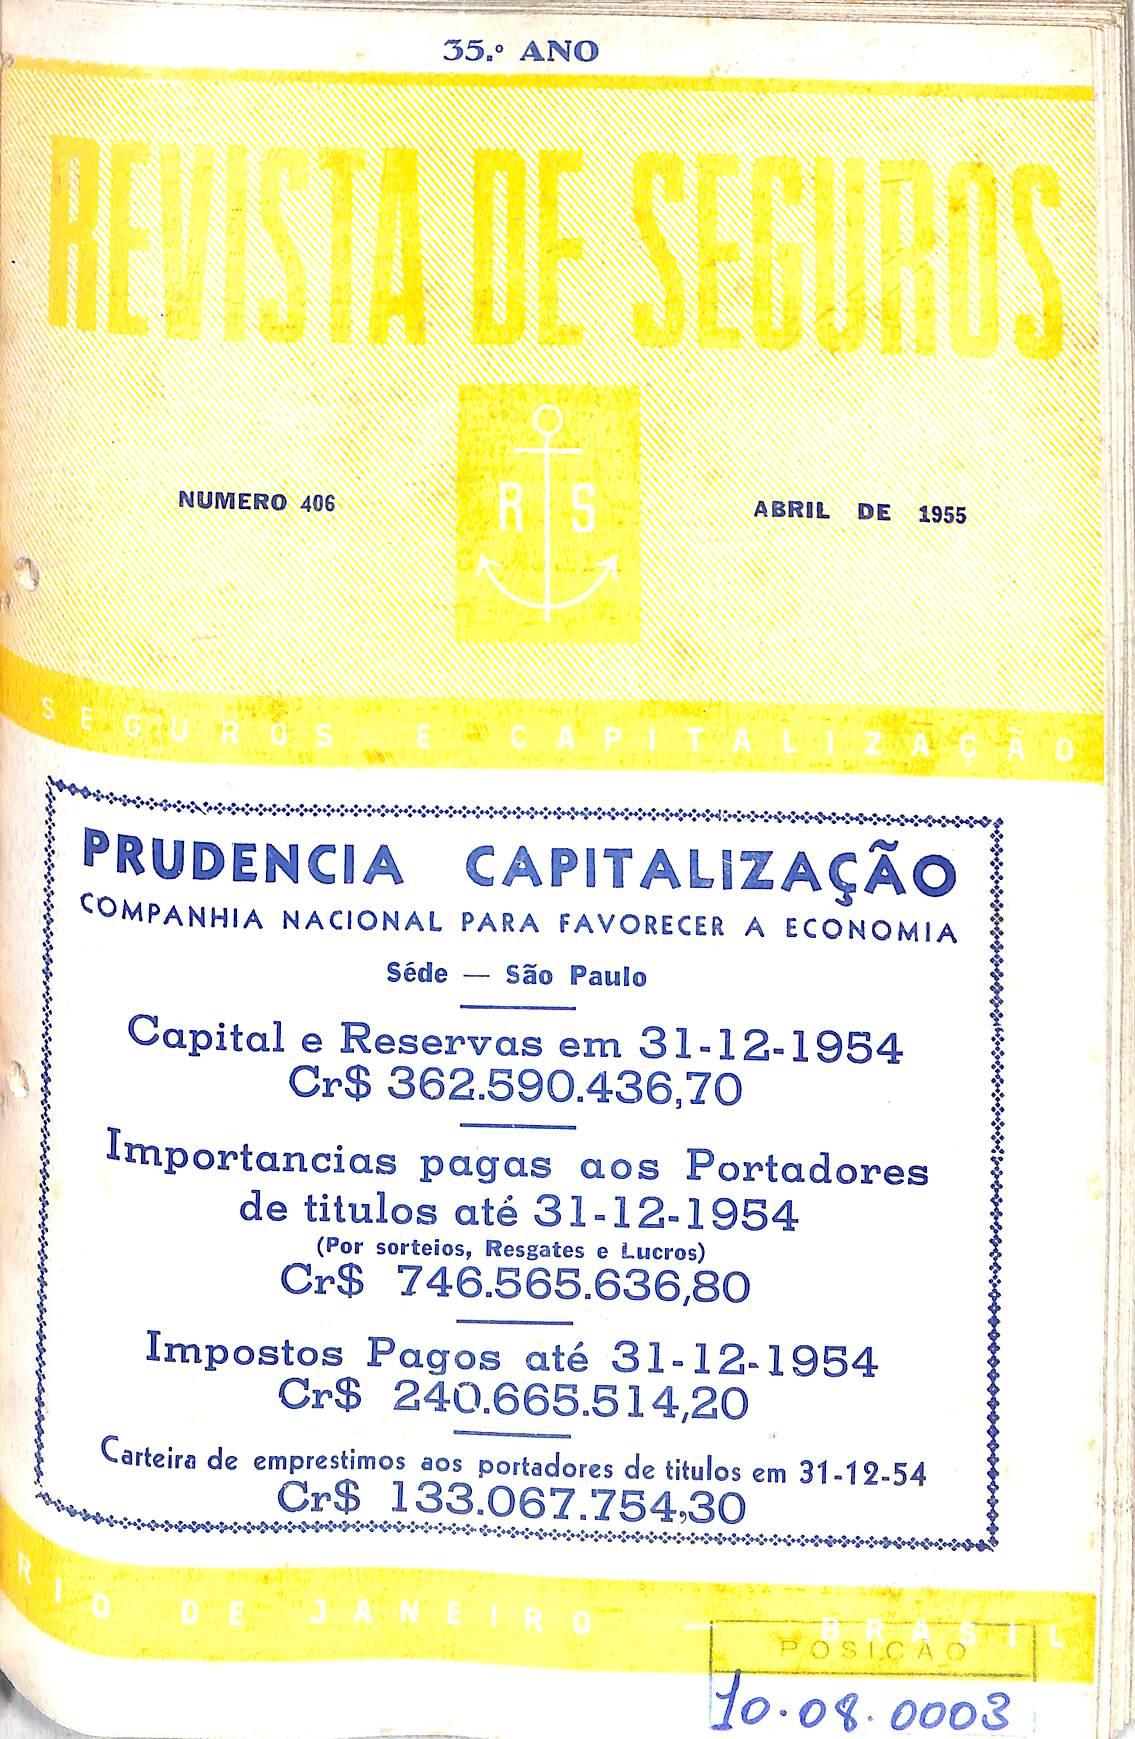 35.º ANO
REVISTA DE SEGUROS
NUMERO 406
R S
ABRIL DE 1955
SEGUROS E CAPITALIZAÇÃO
PRUDENCIA CAPITALIZAÇÃO
COMPANHIA NACIONAL PARA FAVORECER A ECONOMIA
Séde — São Paulo
Capital e Reservas em 31-12-1954
Cr$ 362.590.436,70
Importancias pagas aos Portadores
de titulos até 31-12-1954
(Por sorteios, Resgates e Lucros)
Cr$ 746.565.636,80
Impostos Pagos até 31-12-1954
Cr$ 240.665.514,20
Carteira de emprestimos aos portadores de titulos em 31-12-54
Cr$ 133.067.754,30
RIO DE JANEIRO — BRASIL
POSICÃO
10.08.0003